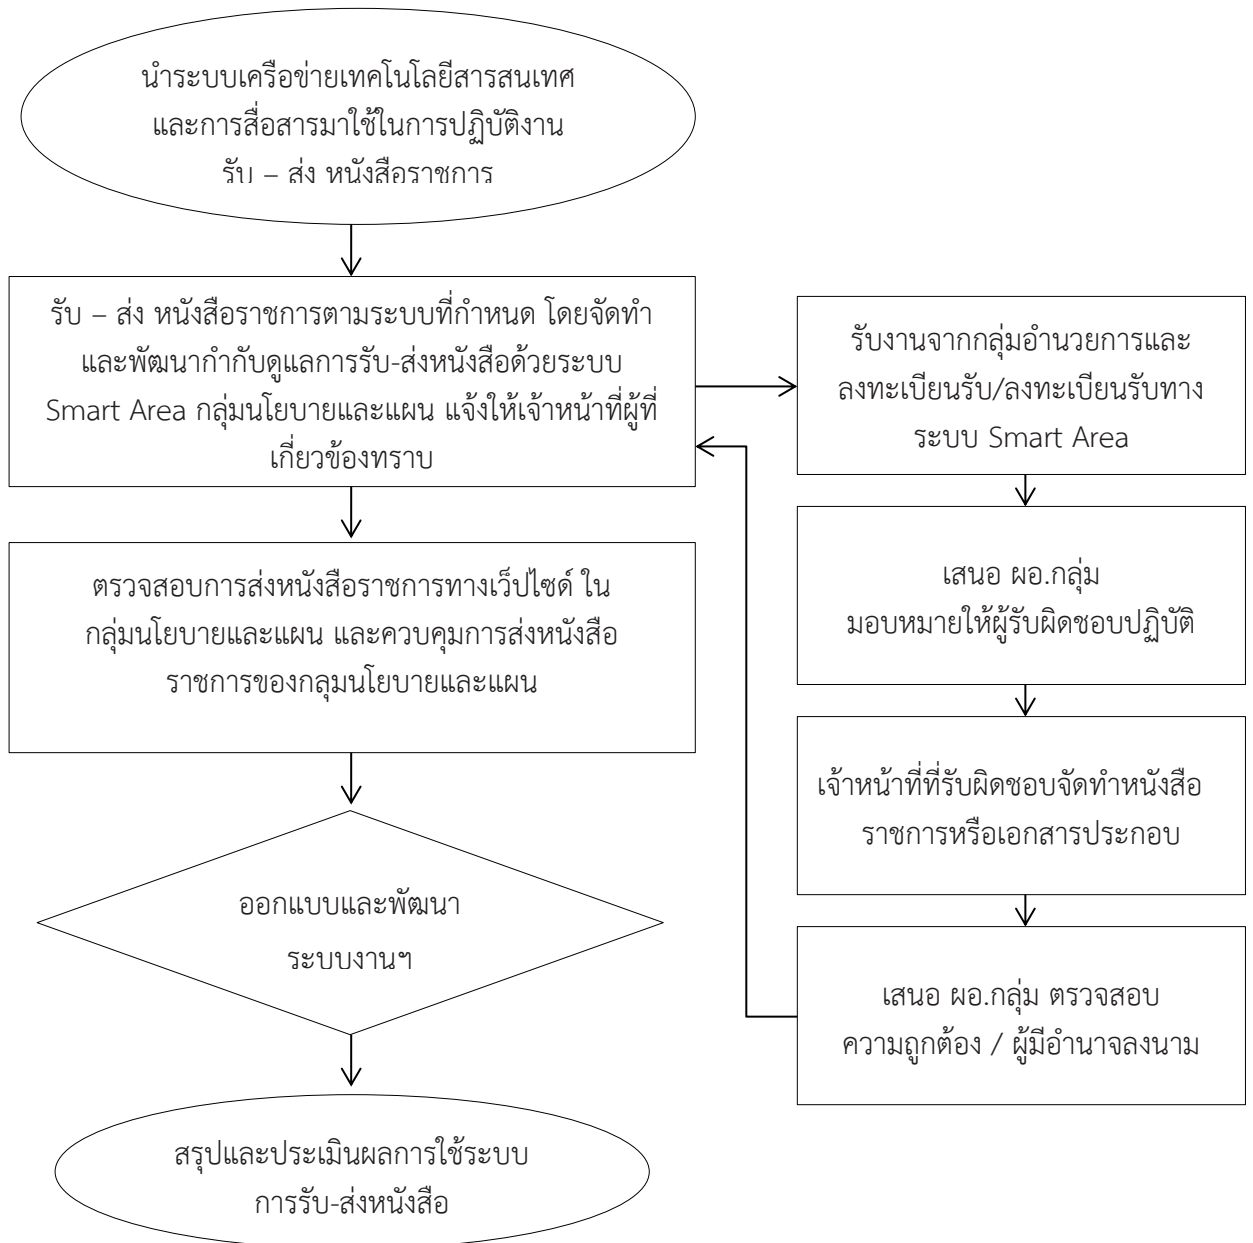 นำระบบเครือข่ายเทคโนโลยีสารสนเทศ
และการสื่อสารมาใช้ในการปฏิบัติงาน
รับ – ส่ง หนังสือราชการ
รับ – ส่ง หนังสือราชการตามระบบที่กำหนด โดยจัดทำ
และพัฒนากำกับดูแลการรับ-ส่งหนังสือด้วยระบบ
Smart Area กลุ่มนโยบายและแผน แจ้งให้เจ้าหน้าที่ผู้ที่
เกี่ยวข้องทราบ
ตรวจสอบการส่งหนังสือราชการทางเว็ปไซด์ ใน
กลุ่มนโยบายและแผน และควบคุมการส่งหนังสือ
ราชการของกลุมนโยบายและแผน
ออกแบบและพัฒนา
ระบบงานฯ
สรุปและประเมินผลการใช้ระบบ
การรับ-ส่งหนังสือ
รับงานจากกลุ่มอำนวยการและ
ลงทะเบียนรับ/ลงทะเบียนรับทาง
ระบบ Smart Area
เสนอ ผอ.กลุ่ม
มอบหมายให้ผู้รับผิดชอบปฏิบัติ
เจ้าหน้าที่ที่รับผิดชอบจัดทำหนังสือ
ราชการหรือเอกสารประกอบ
เสนอ ผอ.กลุ่ม ตรวจสอบ
ความถูกต้อง / ผู้มีอำนาจลงนาม